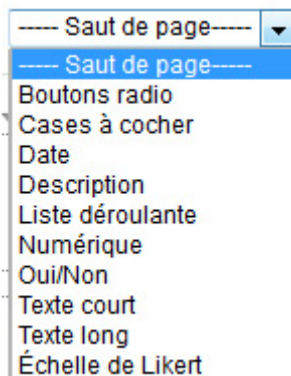 ----- Saut de page-----
----- Saut de page-----
Boutons radio
Cases à cocher
Date
Description
Liste déroulante
Numérique
Oui/Non
Texte court
Texte long
Échelle de Likert